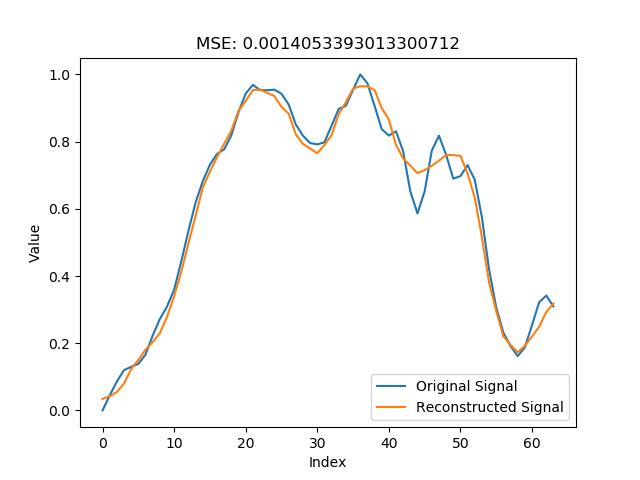 MSE: 0.0014053393013300712
1.0
0.8
0.6
0.4
0.2
0.0
Value
0 10 20 30 40 50 60
Index
Original Signal
Reconstructed Signal